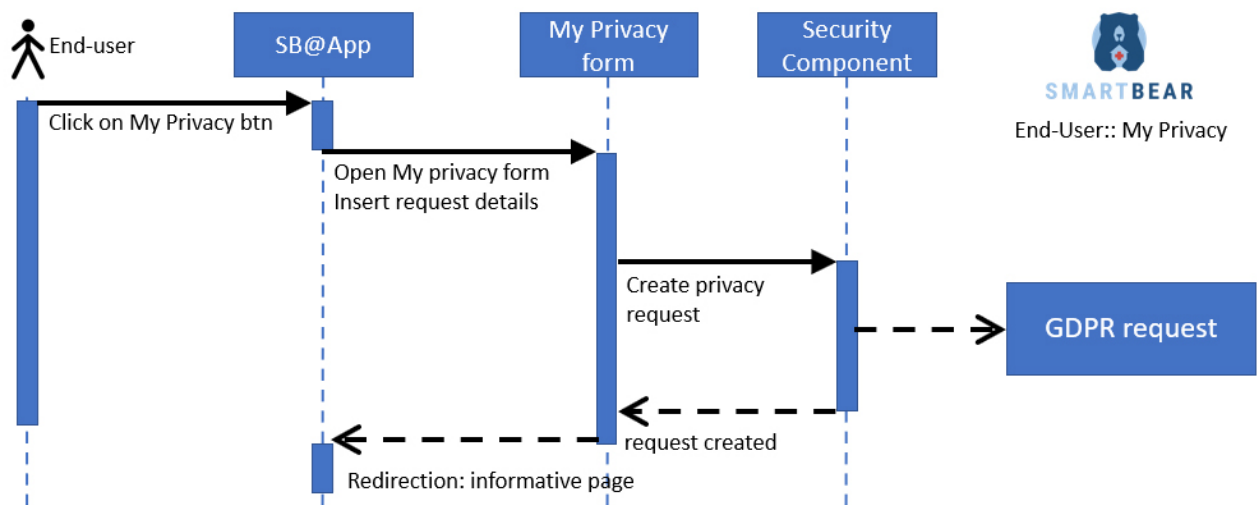 End-user
SB@App
My Privacy
form
Security
Component
SMARTBEAR
End-User:: My Privacy
Click on My Privacy btn
Open My privacy form
Insert request details
Create privacy
request
GDPR request
request created
Redirection: informative page